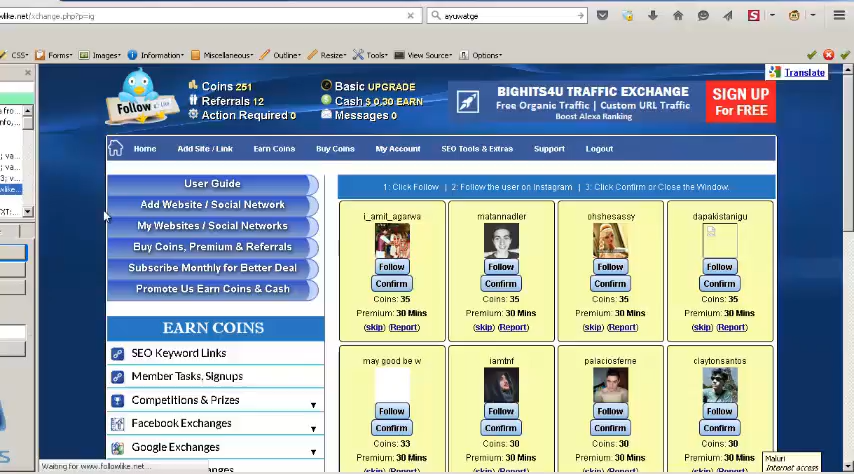 wlike.net/xchange.php?p=ig
ayuwatge
CSS
Forms
Images
Information
Miscellaneous
Outline
Resize
Tools
View Source
Options
Translate
Follow
Coins 251
Referrals 12
Action Required 0
Basic UPGRADE
Cash $ 0,30 EARN
Messages 0
BIGHITS4U TRAFFIC EXCHANGE
Free Organic Traffic | Custom URL Traffic
Boost Alexa Ranking
SIGN UP
For FREE
Home Add Site / Link Earn Coins Buy Coins My Account SEO Tools & Extras Support Logout
User Guide
Add Website / Social Network
My Websites / Social Networks
Buy Coins, Premium & Referrals
Subscribe Monthly for Better Deal
Promote Us Earn Coins & Cash
EARN COINS
SEO Keyword Links
Member Tasks, Signups
Competitions & Prizes
Facebook Exchanges
Google Exchanges
1: Click Follow | 2: Follow the user on Instagram | 3: Click Confirm or Close the Window.
i_amit_agarwa
Follow
Confirm
Coins: 35
Premium: 30 Mins
(skip) (Report)
matannadler
Follow
Confirm
Coins: 35
Premium: 30 Mins
(skip) (Report)
ohshesassy
Follow
Confirm
Coins: 35
Premium: 30 Mins
(skip) (Report)
dapakistanigu
Follow
Confirm
Coins: 35
Premium: 30 Mins
(skip) (Report)
may good be w
Follow
Confirm
Coins: 33
Premium: 30 Mins
iamtnf
Follow
Confirm
Coins: 30
Premium: 30 Mins
palaciosferne
Follow
Confirm
Coins: 30
Premium: 30 Mins
claytonsantos
Follow
Confirm
Coins: 30
Waiting for www.followlike.net...
Maluri
Internet access